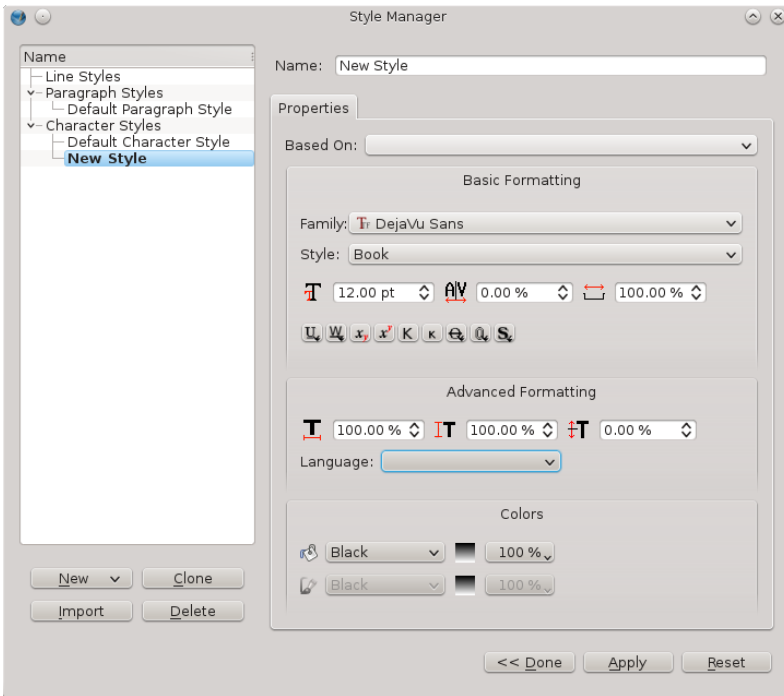 Style Manager
Name
Line Styles
Paragraph Styles
Default Paragraph Style
Character Styles
Default Character Style
New Style
New
Clone
Import
Delete
Name: New Style
Properties
Based On:
Basic Formatting
Family: DejaVu Sans
Style: Book
12.00 pt 0.00 % 100.00 %
U W x y x y K K O O S
Advanced Formatting
100.00 % 100.00 % 0.00 %
Language:
Colors
Black 100 %
Black 100 %
<< Done Apply Reset